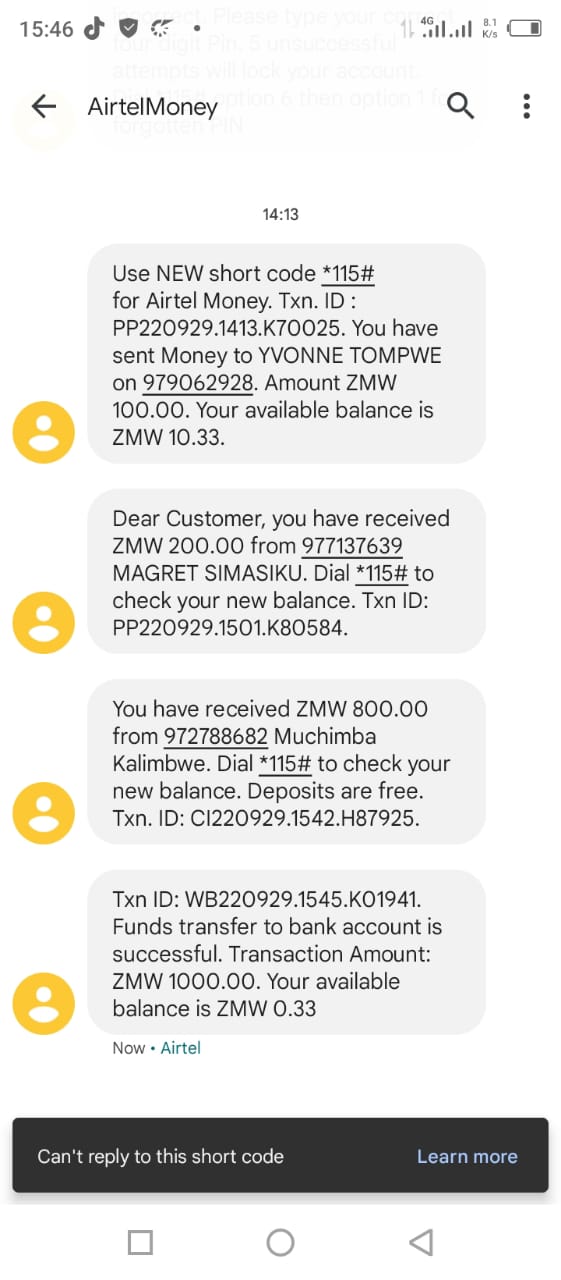 15:46
4G
8.1
K/s
incorrect. Please type your correct
four digit Pin. 5 unsuccessful
attempts will lock your account.
option 6 then option 1
forgotten PIN
AirtelMoney
14:13
Use NEW short code *115#
for Airtel Money. Txn. ID :
PP220929.1413.K70025. You have
sent Money to YVONNE TOMPWE
on 979062928. Amount ZMW
100.00. Your available balance is
ZMW 10.33.
Dear Customer, you have received
ZMW 200.00 from 977137639
MAGRET SIMASIKU. Dial *115# to
check your new balance. Txn ID:
PP220929.1501.K80584.
You have received ZMW 800.00
from 972788682 Muchimba
Kalimbwe. Dial *115# to check your
new balance. Deposits are free.
Txn. ID: CI220929.1542.H87925.
Txn ID: WB220929.1545.K01941.
Funds transfer to bank account is
successful. Transaction Amount:
ZMW 1000.00. Your available
balance is ZMW 0.33
Now • Airtel
Can't reply to this short code
Learn more